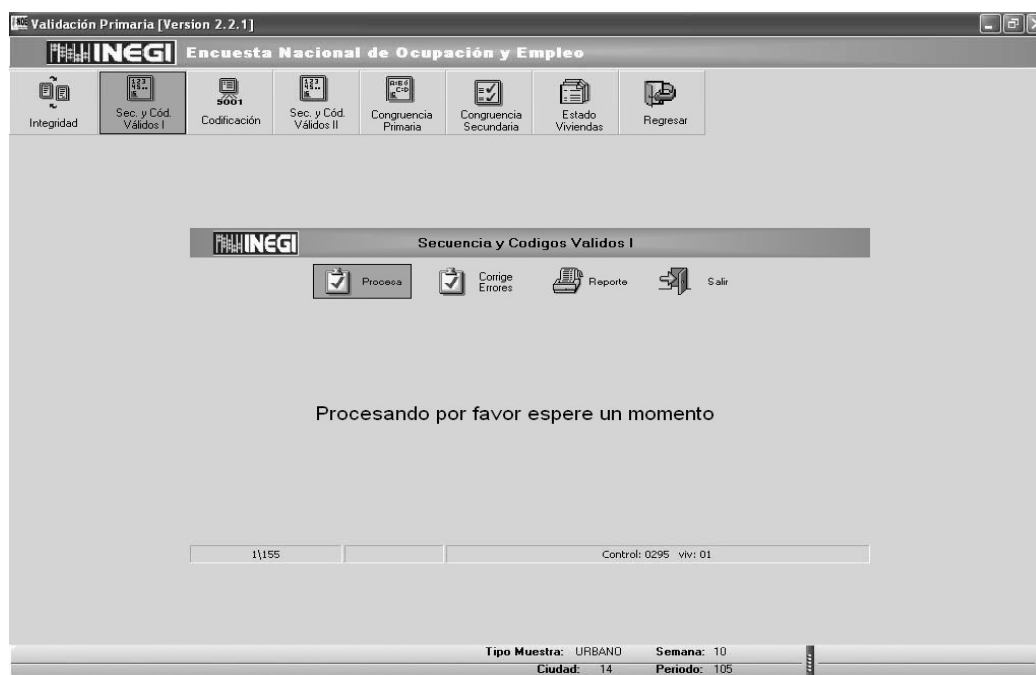 Validación Primaria [Version 2.2.1]
INEGI Encuesta Nacional de Ocupación y Empleo
Integridad
Sec. y Cód. Válidos I
5001
Codificación
Sec. y Cód. Válidos II
Congruencia Primaria
Congruencia Secundaria
Estado Viviendas
Regresar
INEGI Secuencia y Codigos Validos I
Procesa
Corrige Errores
Reporte
Salir
Procesando por favor espere un momento
1\155
Control: 0295 viv: 01
Tipo Muestra: URBANO Semana: 10
Ciudad: 14 Periodo: 105